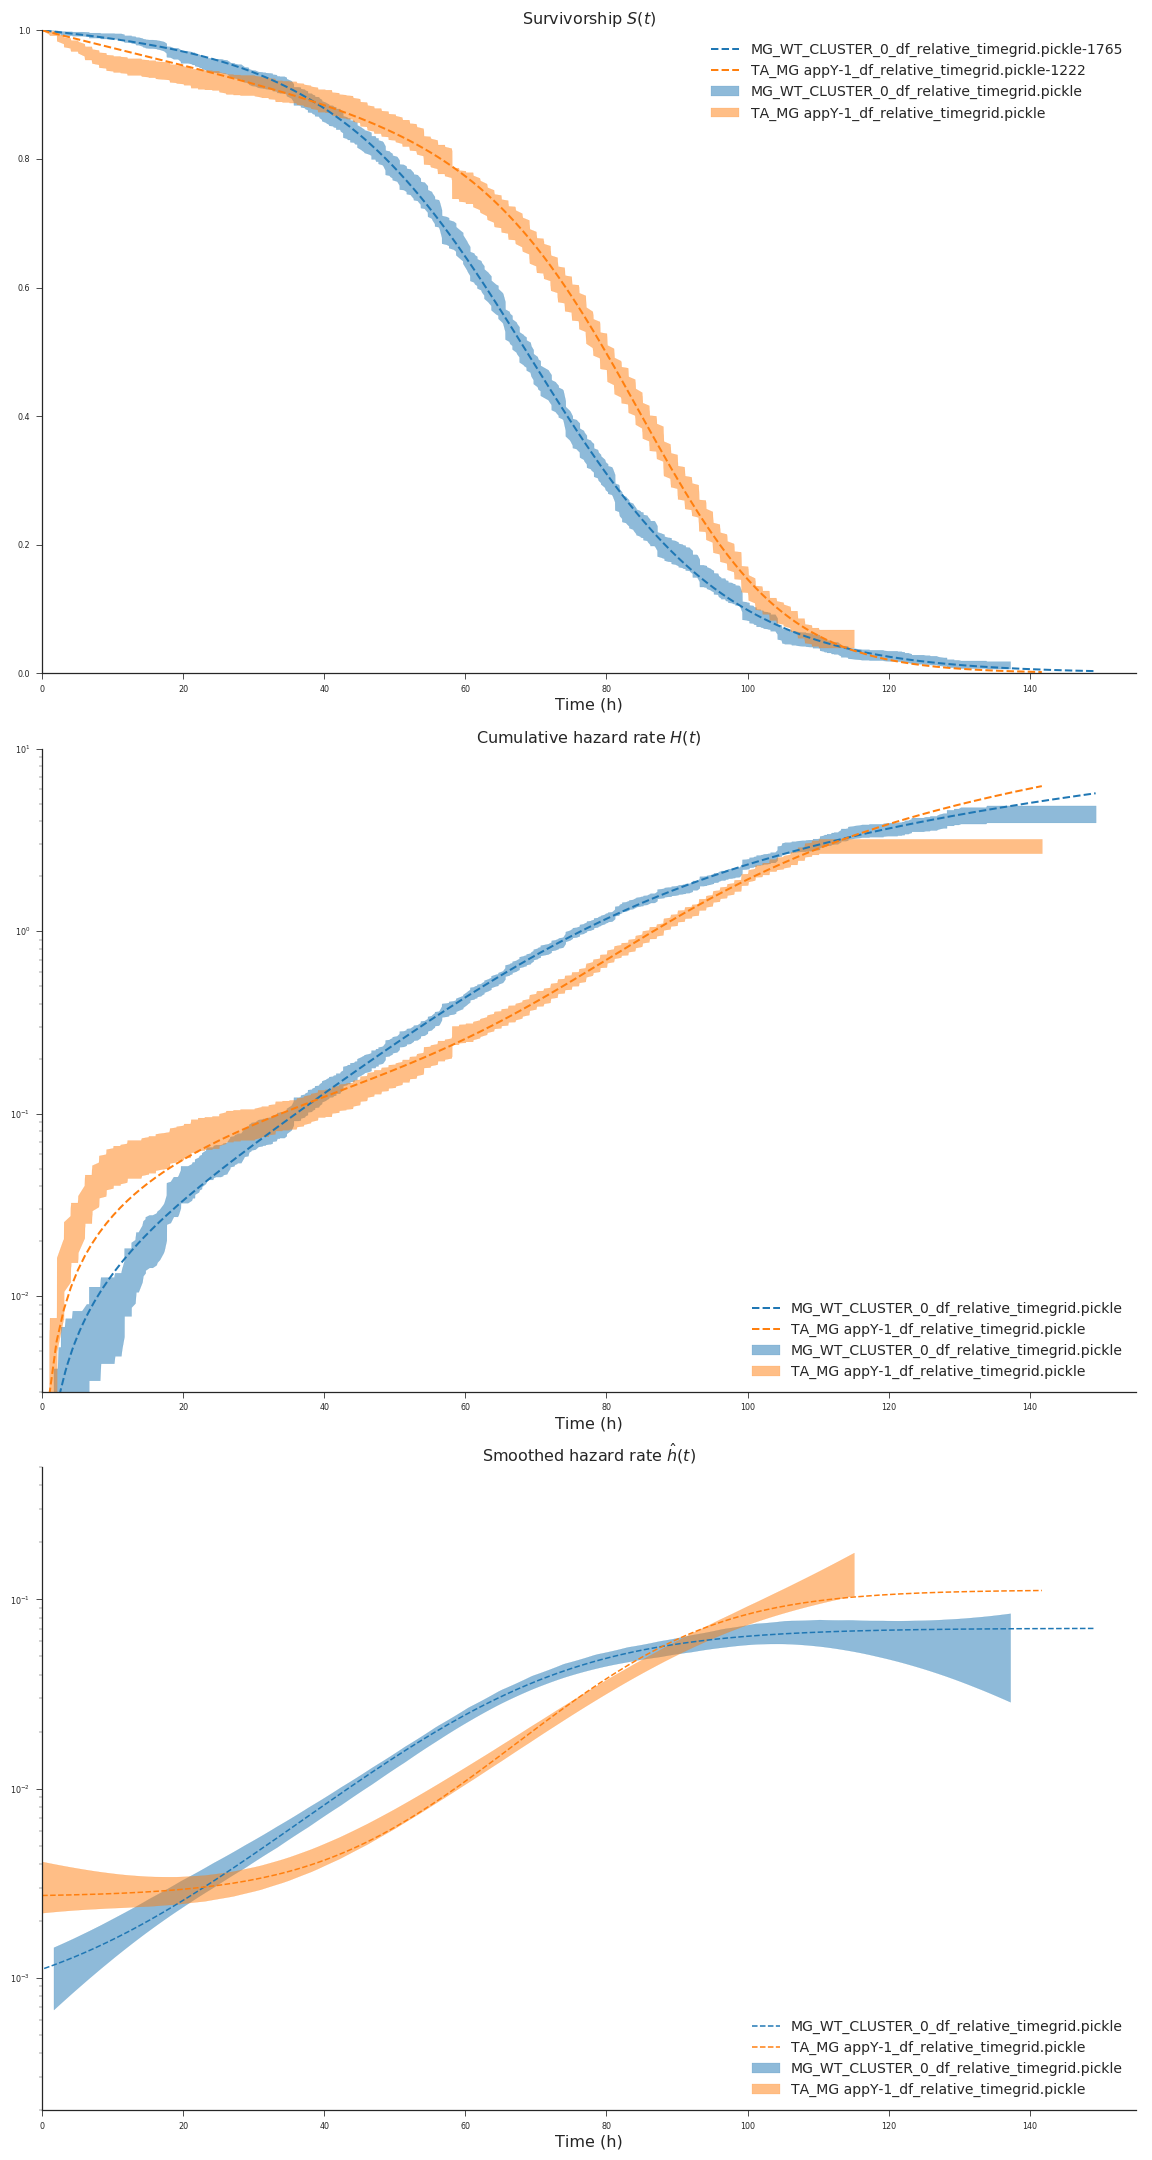 Survivorship S(t)
1.0
0.8
0.6
0.4
0.2
0.0
MG_WT_CLUSTER_0_df_relative_timegrid.pickle-1765
TA_MG appY-1_df_relative_timegrid.pickle-1222
MG_WT_CLUSTER_0_df_relative_timegrid.pickle
TA_MG appY-1_df_relative_timegrid.pickle
0 20 40 60 80 100 120 140
Time (h)
Cumulative hazard rate H(t)
10¹
10⁰
10⁻¹
10⁻²
MG_WT_CLUSTER_0_df_relative_timegrid.pickle
TA_MG appY-1_df_relative_timegrid.pickle
MG_WT_CLUSTER_0_df_relative_timegrid.pickle
TA_MG appY-1_df_relative_timegrid.pickle
0 20 40 60 80 100 120 140
Time (h)
Smoothed hazard rate ĥ(t)
10⁻¹
10⁻²
10⁻³
MG_WT_CLUSTER_0_df_relative_timegrid.pickle
TA_MG appY-1_df_relative_timegrid.pickle
MG_WT_CLUSTER_0_df_relative_timegrid.pickle
TA_MG appY-1_df_relative_timegrid.pickle
0 20 40 60 80 100 120 140
Time (h)